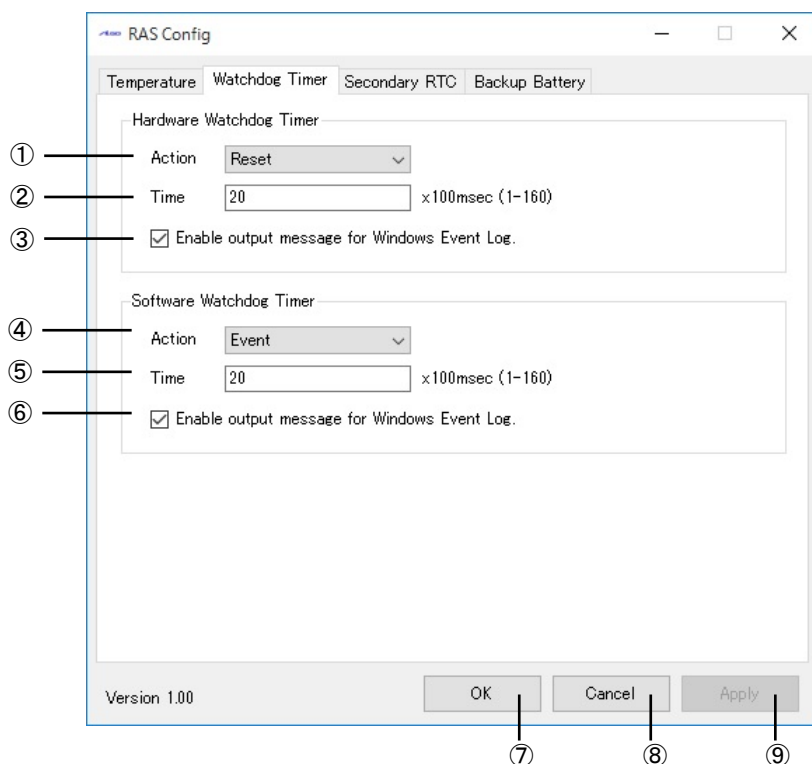 RAS Config
Temperature Watchdog Timer Secondary RTC Backup Battery
Hardware Watchdog Timer
① Action Reset
② Time 20 x100msec (1-160)
③ Enable output message for Windows Event Log.
Software Watchdog Timer
④ Action Event
⑤ Time 20 x100msec (1-160)
⑥ Enable output message for Windows Event Log.
Version 1.00 OK Cancel Apply
⑦ ⑧ ⑨